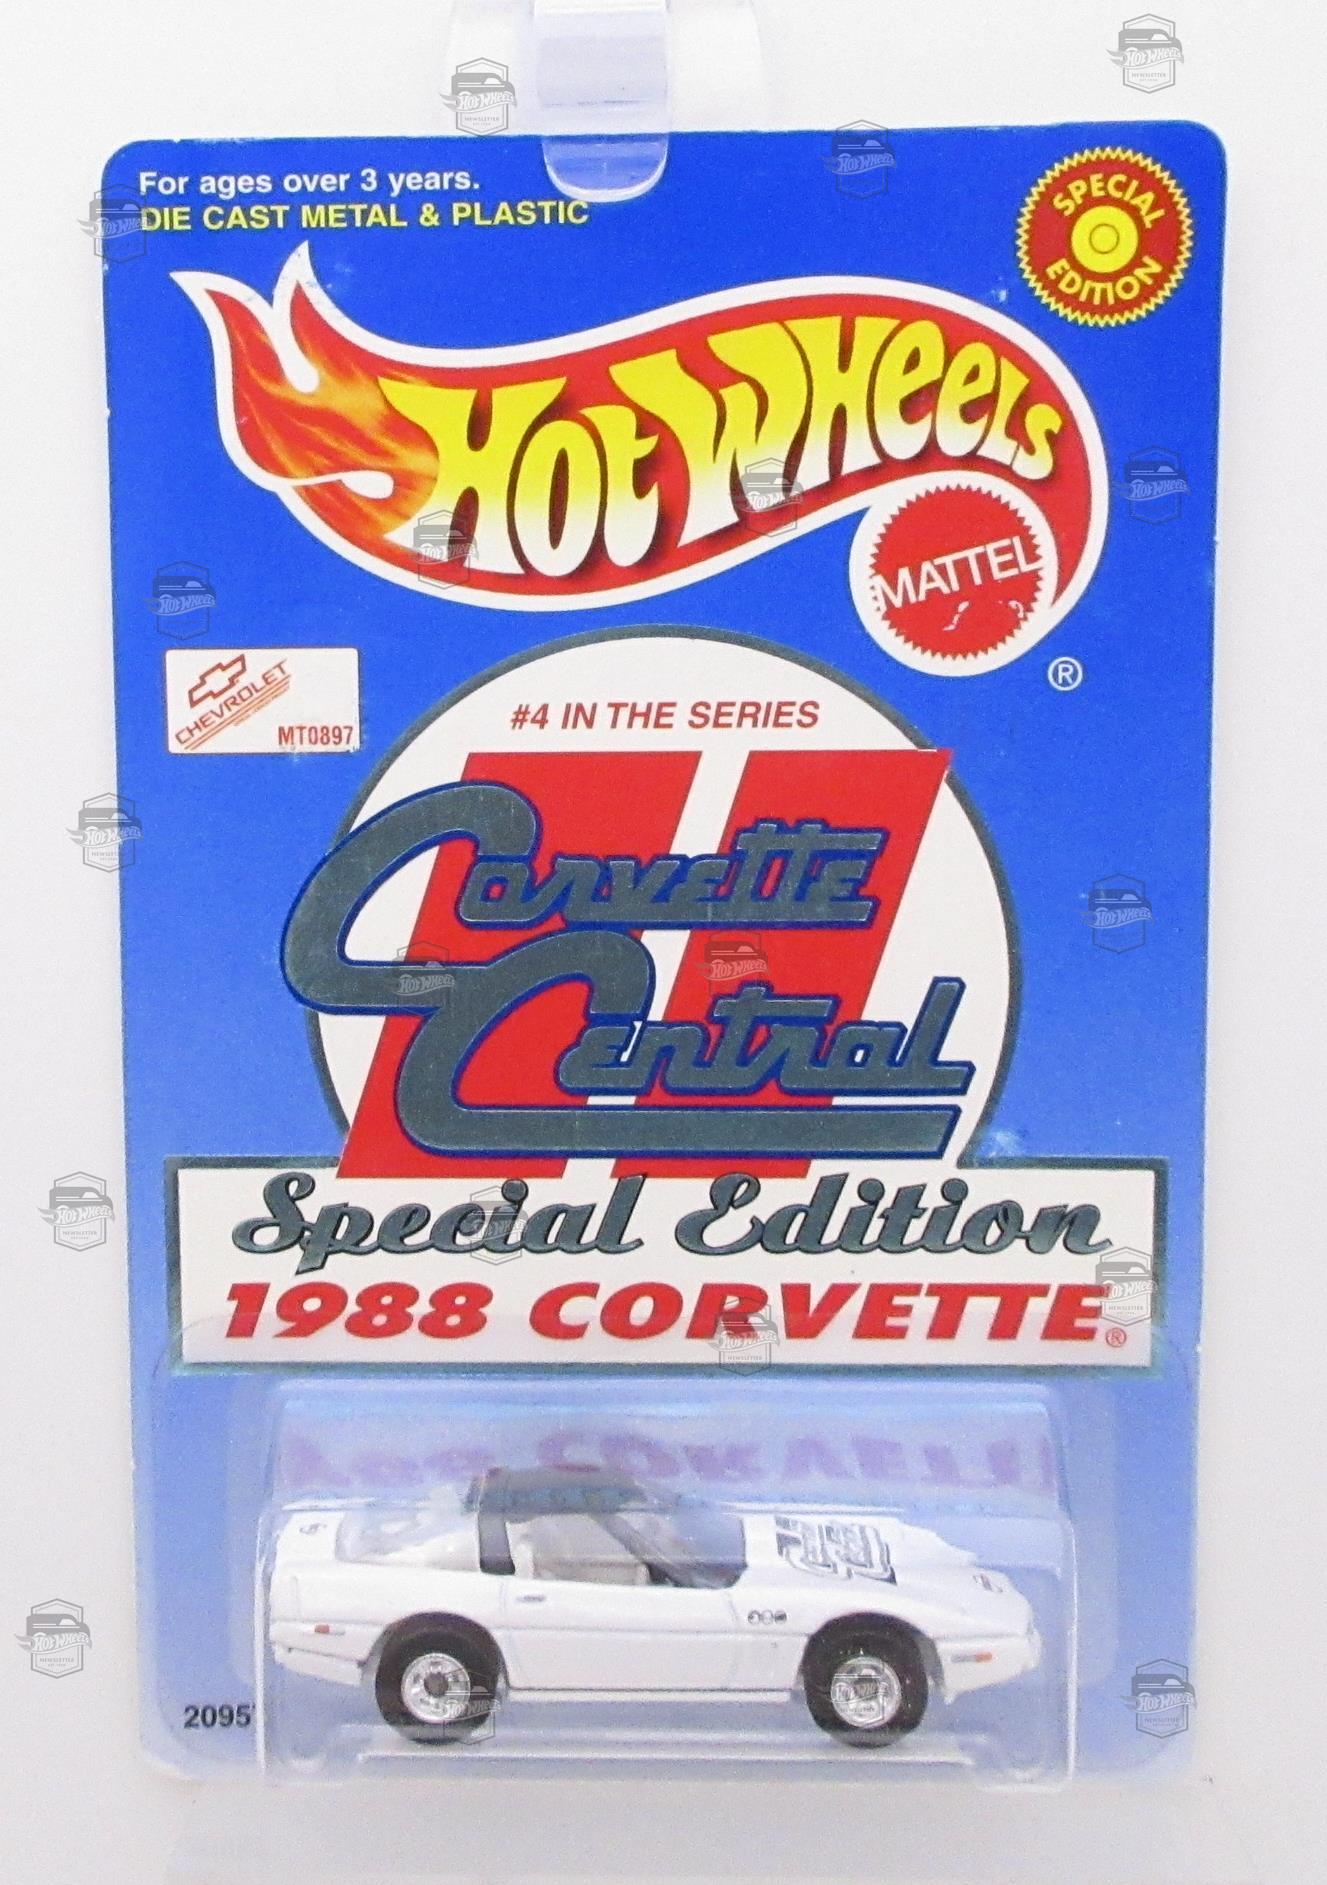 For ages over 3 years.
DIE CAST METAL & PLASTIC
SPECIAL
EDITION
Hot Wheels
MATTEL
®
CHEVROLET
MT0897
#4 IN THE SERIES
Corvette
Central
Special Edition
1988 CORVETTE®
2095